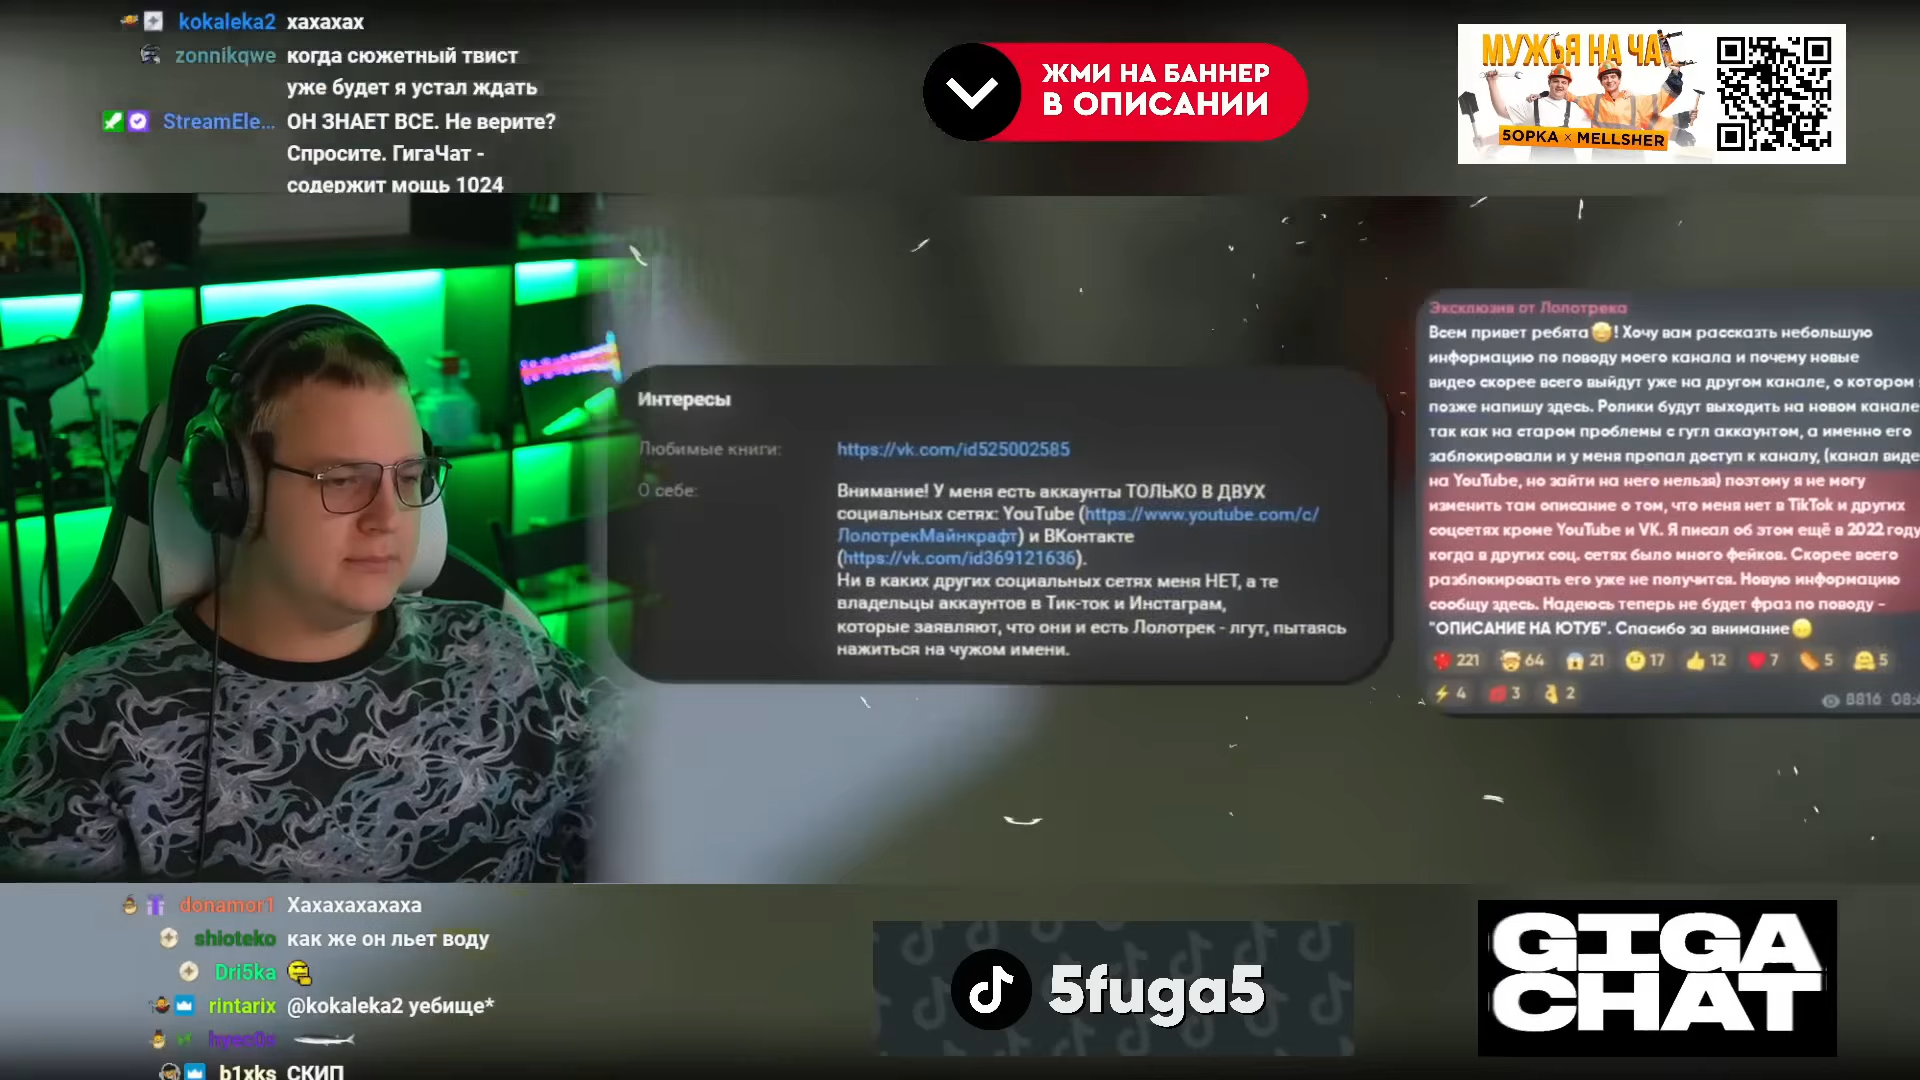 kokaleka2 хахахах
zonnikqwe когда сюжетный твист
уже будет я устал ждать
StreamEle... ОН ЗНАЕТ ВСЕ. Не верите?
Спросите. ГигаЧат -
содержит мощь 1024
ЖМИ НА БАННЕР
В ОПИСАНИИ
МУЖЬЯ НА ЧА
5OPKA × MELLSHER
Интересы
Любимые книги: https://vk.com/id525002585
О себе: Внимание! У меня есть аккаунты ТОЛЬКО В ДВУХ
социальных сетях: YouTube (https://www.youtube.com/c/
ЛолотрекМайнкрафт) и ВКонтакте
(https://vk.com/id369121636).
Ни в каких других социальных сетях меня НЕТ, а те
владельцы аккаунтов в Тик-ток и Инстаграм,
которые заявляют, что они и есть Лолотрек - лгут, пытаясь
нажиться на чужом имени.
Эксклюзив от Лолотрека
Всем привет ребята😇! Хочу вам рассказать небольшую
информацию по поводу моего канала и почему новые
видео скорее всего выйдут уже на другом канале, о котором
позже напишу здесь. Ролики будут выходить на новом канале
так как на старом проблемы с гугл аккаунтом, а именно его
заблокировали и у меня пропал доступ к каналу, (канал виде
на YouTube, но зайти на него нельзя) поэтому я не могу
изменить там описание о том, что меня нет в TikTok и других
соцсетях кроме YouTube и VK. Я писал об этом ещё в 2022 году
когда в других соц. сетях было много фейков. Скорее всего
разблокировать его уже не получится. Новую информацию
сообщу здесь. Надеюсь теперь не будет фраз по поводу -
"ОПИСАНИЕ НА ЮТУБ". Спасибо за внимание
221 64 21 17 12 7 5 5
4 3 2
8816 08:
donamor1 Хахахахахаха
shioteko как же он льет воду
Dri5ka
rintarix @kokaleka2 уебище*
b1xks СКИП
5fuga5
GIGA
CHAT